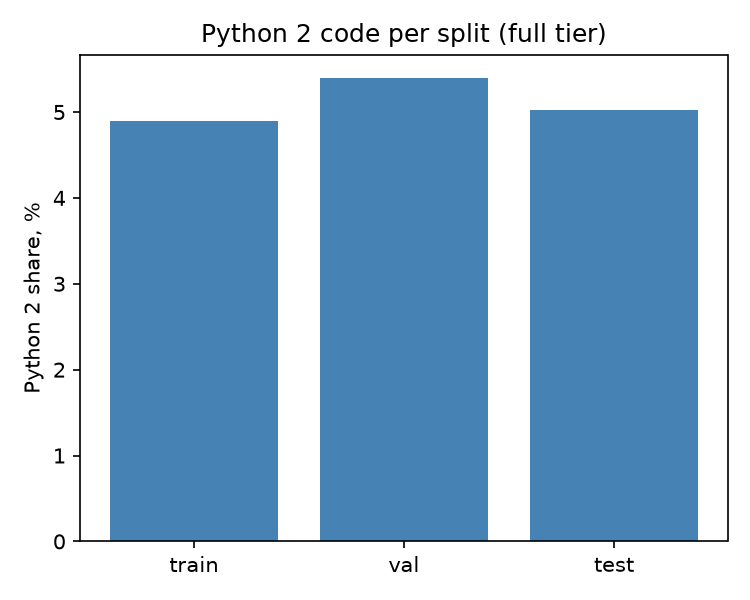 Python 2 code per split (full tier)
Python 2 share, %
5
4
3
2
1
0
train
val
test